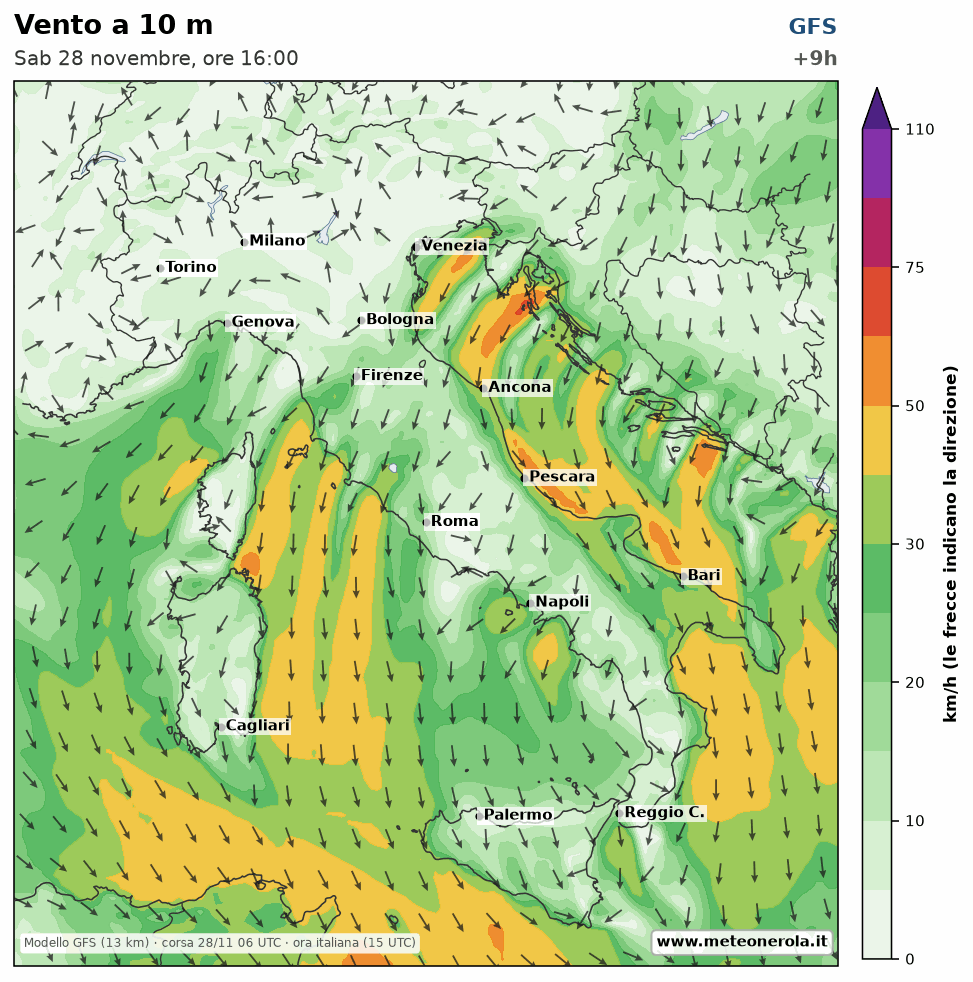 Vento a 10 m
GFS
Sab 28 novembre, ore 16:00
+9h
110
75
50
30
20
10
0
km/h (le frecce indicano la direzione)
Milano
Venezia
Torino
Genova
Bologna
Firenze
Ancona
Pescara
Roma
Bari
Napoli
Cagliari
Palermo
Reggio C.
Modello GFS (13 km) · corsa 28/11 06 UTC · ora italiana (15 UTC)
www.meteonerola.it